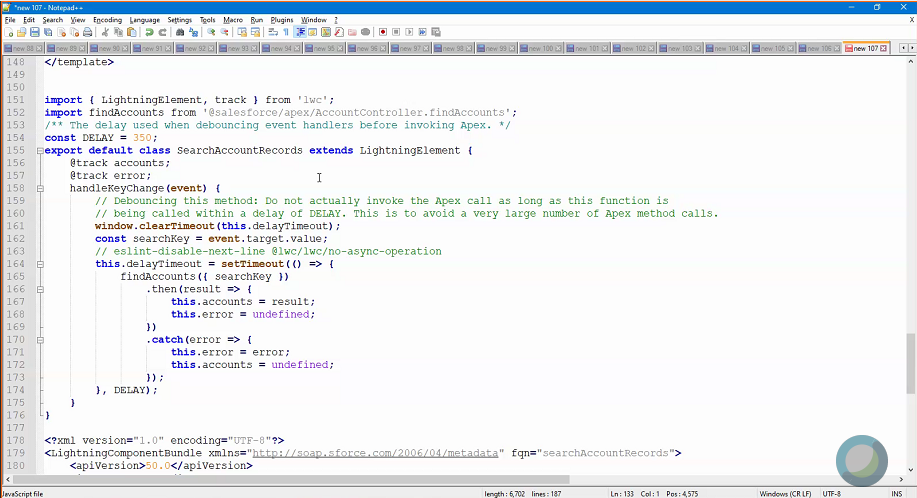 *new 107 - Notepad++
File Edit Search View Encoding Language Settings Tools Macro Run Plugins Window ?
new 88 new 89 new 90 new 91 new 92 new 93 new 94 new 95 new 96 new 97 new 98 new 99 new 100 new 101 new 102 new 103 new 104 new 105 new 106 new 107
148 </template>
149
150
151 import { LightningElement, track } from 'lwc';
152 import findAccounts from '@salesforce/apex/AccountController.findAccounts';
153 /** The delay used when debouncing event handlers before invoking Apex. */
154 const DELAY = 350;
155 export default class SearchAccountRecords extends LightningElement {
156 @track accounts;
157 @track error;
158 handleKeyChange(event) {
159 // Debouncing this method: Do not actually invoke the Apex call as long as this function is
160 // being called within a delay of DELAY. This is to avoid a very large number of Apex method calls.
161 window.clearTimeout(this.delayTimeout);
162 const searchKey = event.target.value;
163 // eslint-disable-next-line @lwc/lwc/no-async-operation
164 this.delayTimeout = setTimeout(() => {
165 findAccounts({ searchKey })
166 .then(result => {
167 this.accounts = result;
168 this.error = undefined;
169 })
170 .catch(error => {
171 this.error = error;
172 this.accounts = undefined;
173 });
174 }, DELAY);
175 }
176 }
177
178 <?xml version="1.0" encoding="UTF-8"?>
179 <LightningComponentBundle xmlns="http://soap.sforce.com/2006/04/metadata" fqn="searchAccountRecords">
180 <apiVersion>50.0</apiVersion>
JavaScript file length : 6,702 lines : 187 Ln : 133 Col : 1 Pos : 4,575 Windows (CR LF) UTF-8 INS